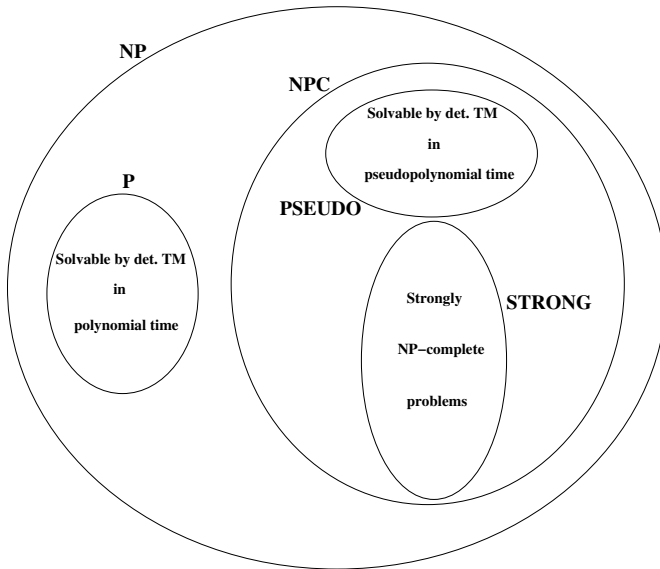 NP
NPC
Solvable by det. TM
in
pseudopolynomial time
P
PSEUDO
Solvable by det. TM
in
polynomial time
Strongly
STRONG
NP−complete
problems